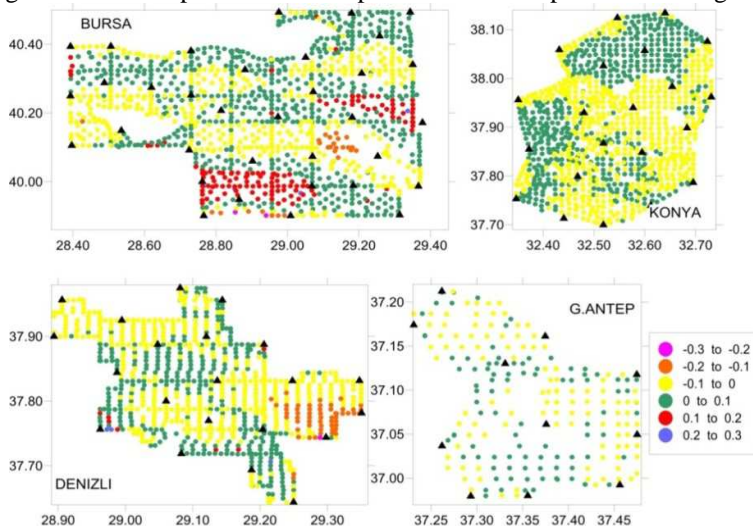 BURSA
40.40
40.20
40.00
28.40 28.60 28.80 29.00 29.20 29.40
38.10
38.00
37.90
37.80
37.70
KONYA
32.40 32.50 32.60 32.70
37.90
37.80
37.70
DENIZLI
28.90 29.00 29.10 29.20 29.30
37.20
G.ANTEP
37.15
37.10
37.05
37.00
37.25 37.30 37.35 37.40 37.45
-0.3 to -0.2
-0.2 to -0.1
-0.1 to 0
0 to 0.1
0.1 to 0.2
0.2 to 0.3